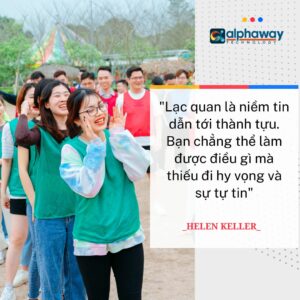 alphaway
TECHNOLOGY
"Lạc quan là niềm tin
dẫn tới thành tựu.
Bạn chẳng thể làm
được điều gì mà
thiếu đi hy vọng và
sự tự tin"
_HELEN KELLER_